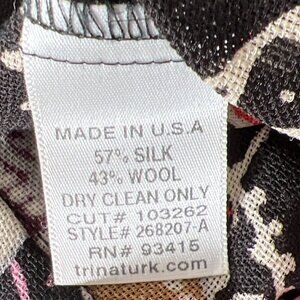 MADE IN U.S.A
57% SILK
43% WOOL
DRY CLEAN ONLY
CUT# 103262
STYLE# 268207-A
RN# 93415
trinaturk.com